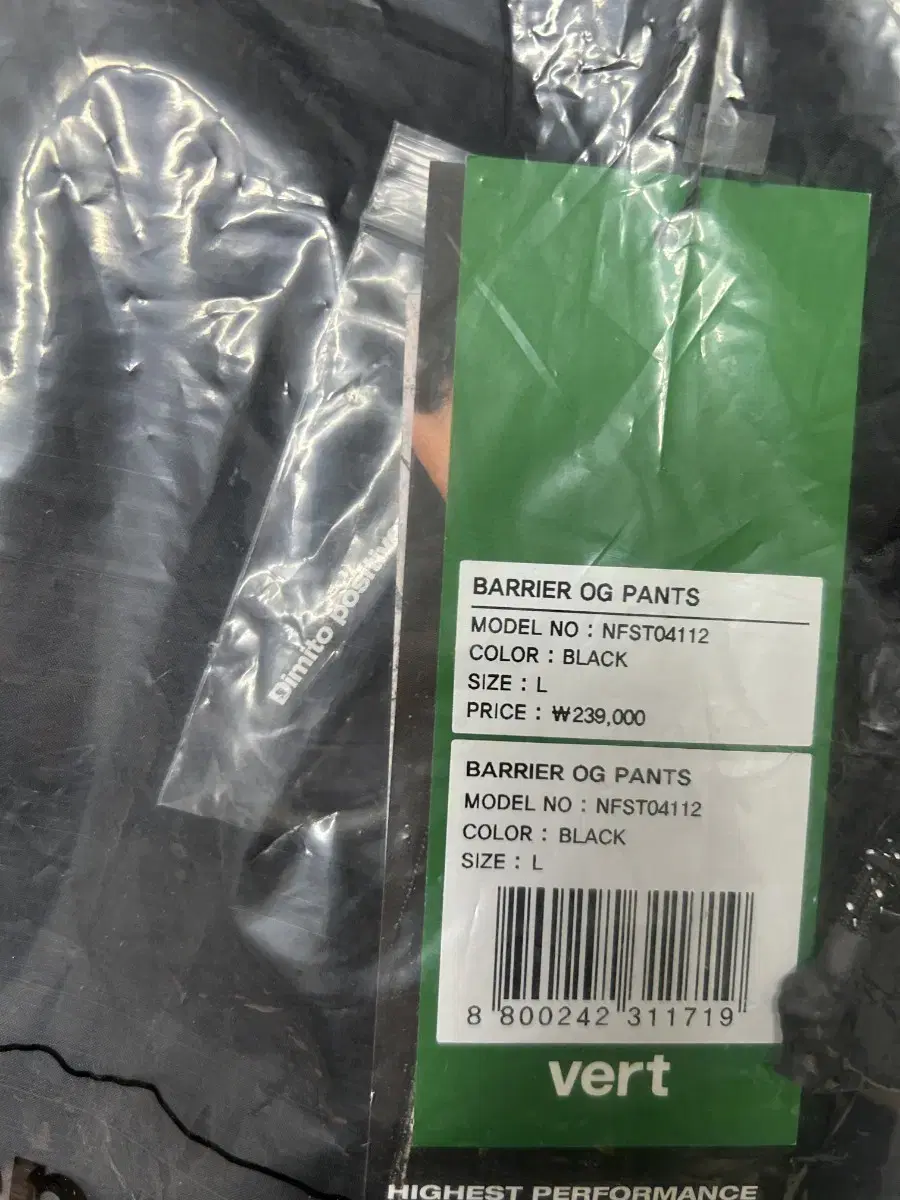 BARRIER OG PANTS
MODEL NO : NFST04112
COLOR : BLACK
SIZE : L
PRICE : ₩239,000
BARRIER OG PANTS
MODEL NO : NFST04112
COLOR : BLACK
SIZE : L
8 800242 311719
vert
HIGHEST PERFORMANCE
Dimito